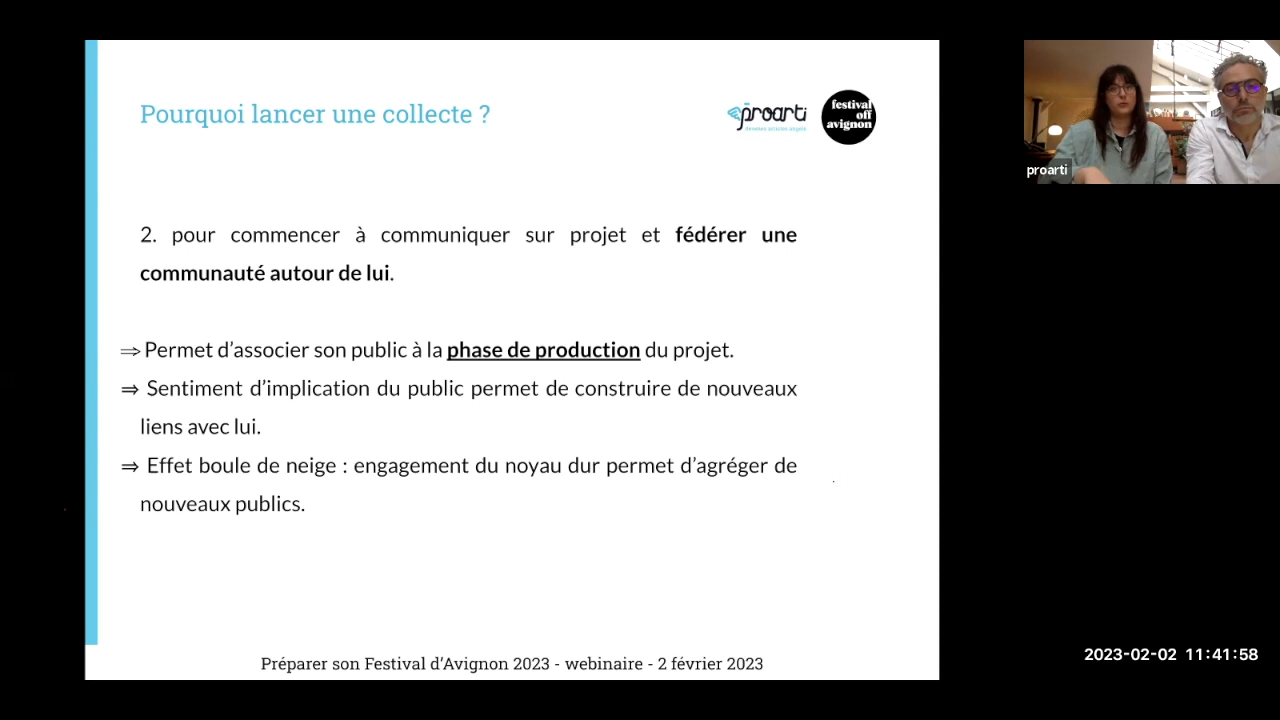 Pourquoi lancer une collecte ?
proarti
festival
off
avignon
2. pour commencer à communiquer sur projet et fédérer une
communauté autour de lui.
⇒ Permet d’associer son public à la phase de production du projet.
⇒ Sentiment d’implication du public permet de construire de nouveaux
liens avec lui.
⇒ Effet boule de neige : engagement du noyau dur permet d’agréger de
nouveaux publics.
Préparer son Festival d’Avignon 2023 - webinaire - 2 février 2023
proarti
2023-02-02 11:41:58